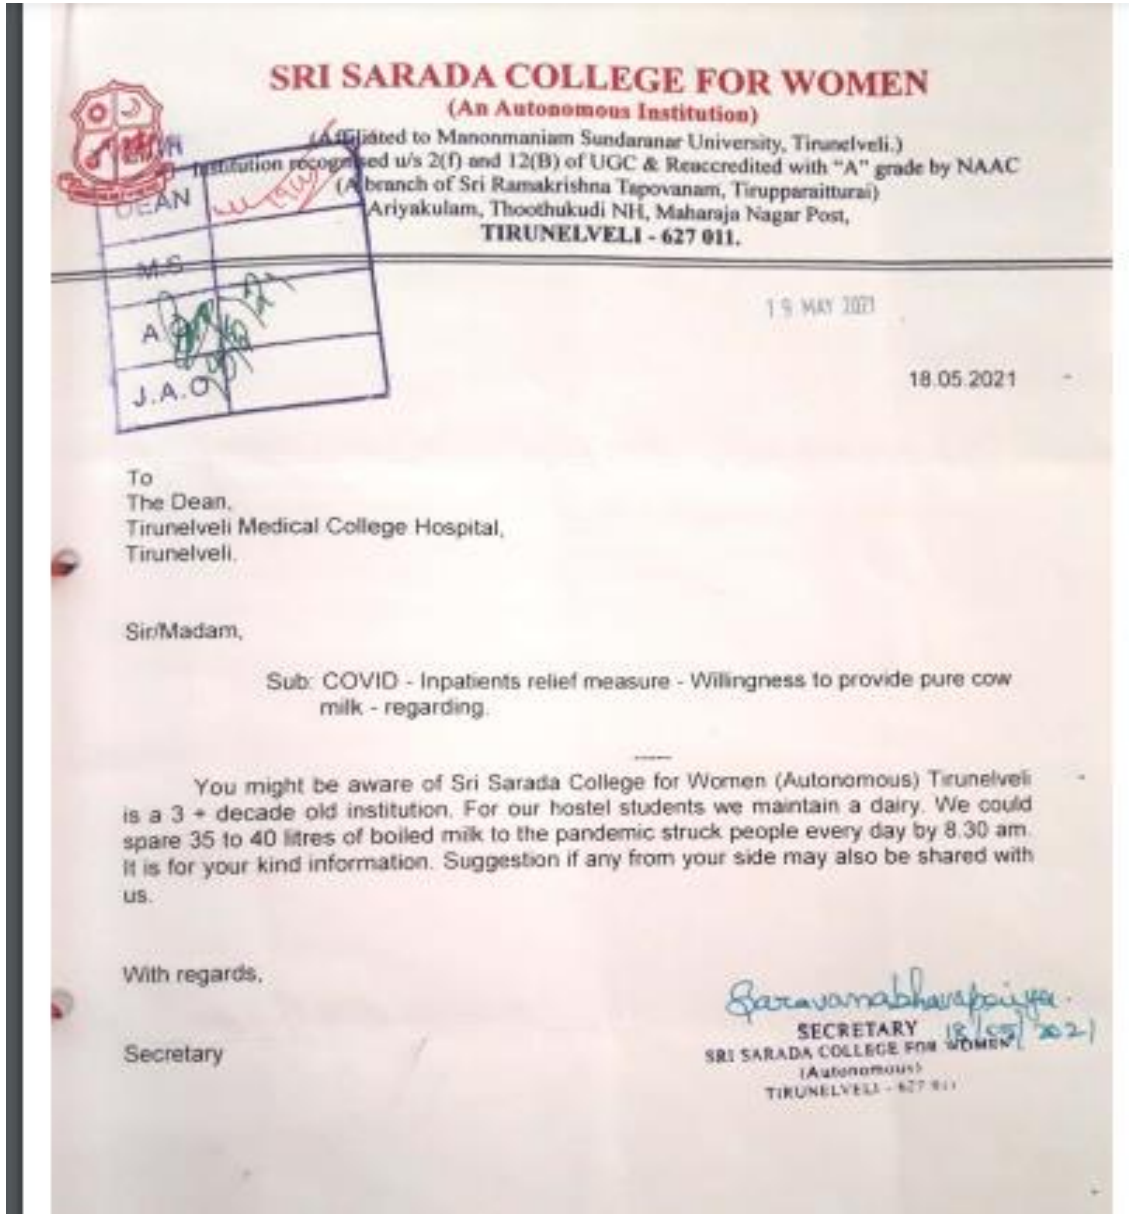 SRI SARADA COLLEGE FOR WOMEN
(An Autonomous Institution)
(Affiliated to Manonmaniam Sundaranar University, Tirunelveli.)
Institution recognised u/s 2(f) and 12(B) of UGC & Reaccredited with "A" grade by NAAC
(A branch of Sri Ramakrishna Tapovanam, Tirupparaitturai)
Ariyakulam, Thoothukudi NH, Maharaja Nagar Post,
TIRUNELVELI - 627 011.
DEAN
M.S
A
J.A.O
19 MAY 2021
18.05.2021
To
The Dean,
Tirunelveli Medical College Hospital,
Tirunelveli.
Sir/Madam,
Sub: COVID - Inpatients relief measure - Willingness to provide pure cow
milk - regarding.
You might be aware of Sri Sarada College for Women (Autonomous) Tirunelveli
is a 3 + decade old institution. For our hostel students we maintain a dairy. We could
spare 35 to 40 litres of boiled milk to the pandemic struck people every day by 8.30 am.
It is for your kind information. Suggestion if any from your side may also be shared with
us.
With regards,
Secretary
18/05/2021
SECRETARY
SRI SARADA COLLEGE FOR WOMEN
(Autonomous)
TIRUNELVELI - 627 011